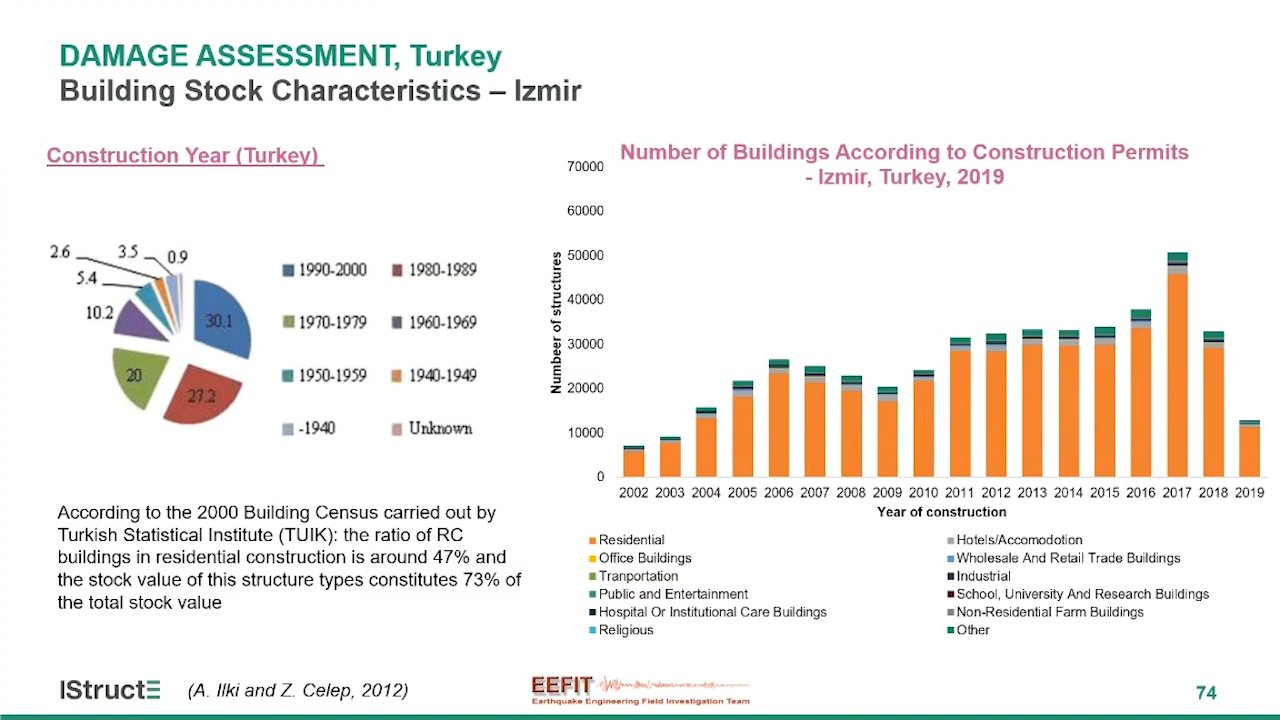 DAMAGE ASSESSMENT, Turkey
Building Stock Characteristics – Izmir
Construction Year (Turkey)
2.6
3.5
0.9
5.4
10.2
30.1
20
27.2
1990-2000
1980-1989
1970-1979
1960-1969
1950-1959
1940-1949
-1940
Unknown
According to the 2000 Building Census carried out by
Turkish Statistical Institute (TUIK): the ratio of RC
buildings in residential construction is around 47% and
the stock value of this structure types constitutes 73% of
the total stock value
Number of Buildings According to Construction Permits
- Izmir, Turkey, 2019
Numbeer of structures
70000
60000
50000
40000
30000
20000
10000
0
2002 2003 2004 2005 2006 2007 2008 2009 2010 2011 2012 2013 2014 2015 2016 2017 2018 2019
Year of construction
Residential
Hotels/Accomodotion
Office Buildings
Wholesale And Retail Trade Buildings
Tranportation
Industrial
Public and Entertainment
School, University And Research Buildings
Hospital Or Institutional Care Buildings
Non-Residential Farm Buildings
Religious
Other
IStructE
(A. Ilki and Z. Celep, 2012)
EEFIT
Earthquake Engineering Field Investigation Team
74